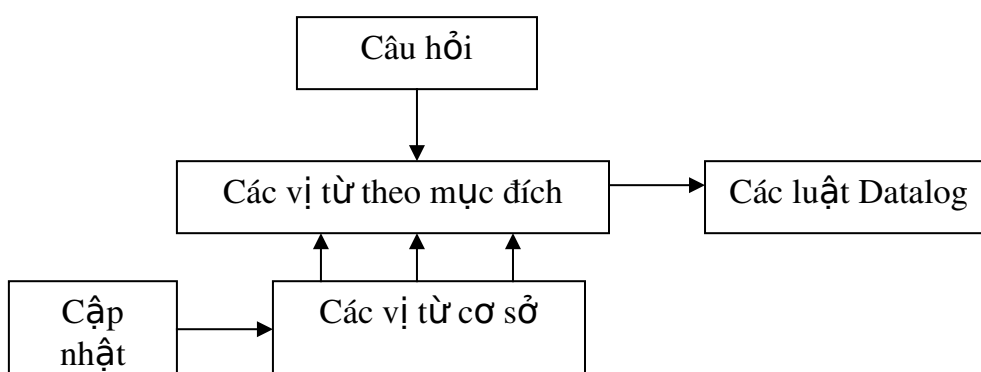 Câu hỏi
Các vị từ theo mục đích
Các luật Datalog
Cập
nhật
Các vị từ cơ sở